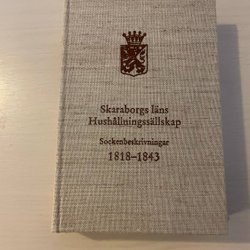 Skaraborgs läns
Hushållningssällskap
Sockenbeskrivningar
1818–1843